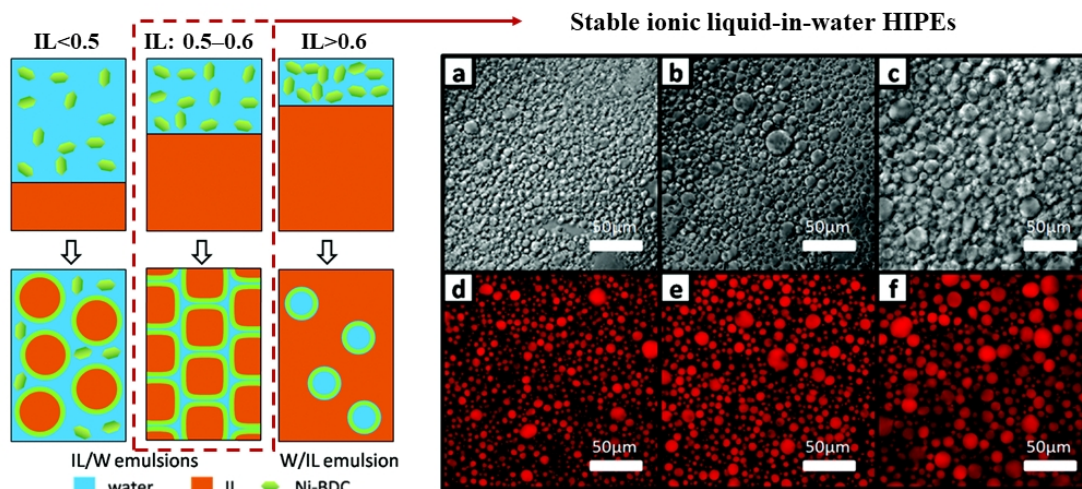 Stable ionic liquid-in-water HIPEs
IL<0.5
IL: 0.5–0.6
W/IL>0.6
a
b
c
50μm
50μm
50μm
d
e
f
50μm
50μm
50μm
IL/W emulsions
W/IL emulsion
water
IL
Ni-BDC